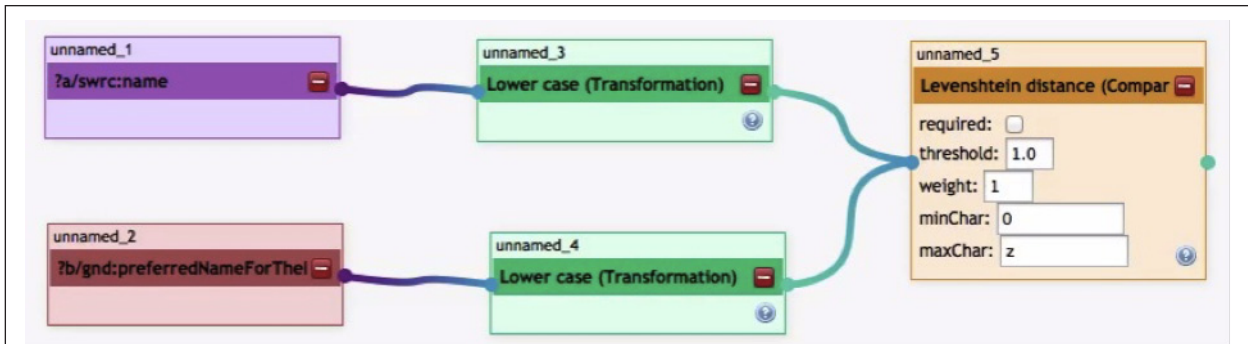 unnamed_1
?a/swrc:name
unnamed_3
Lower case (Transformation)
unnamed_5
Levenshtein distance (Compar
required:
threshold: 1.0
weight: 1
minChar: 0
maxChar: z
unnamed_2
?b/gnd:preferredNameForTheI
unnamed_4
Lower case (Transformation)